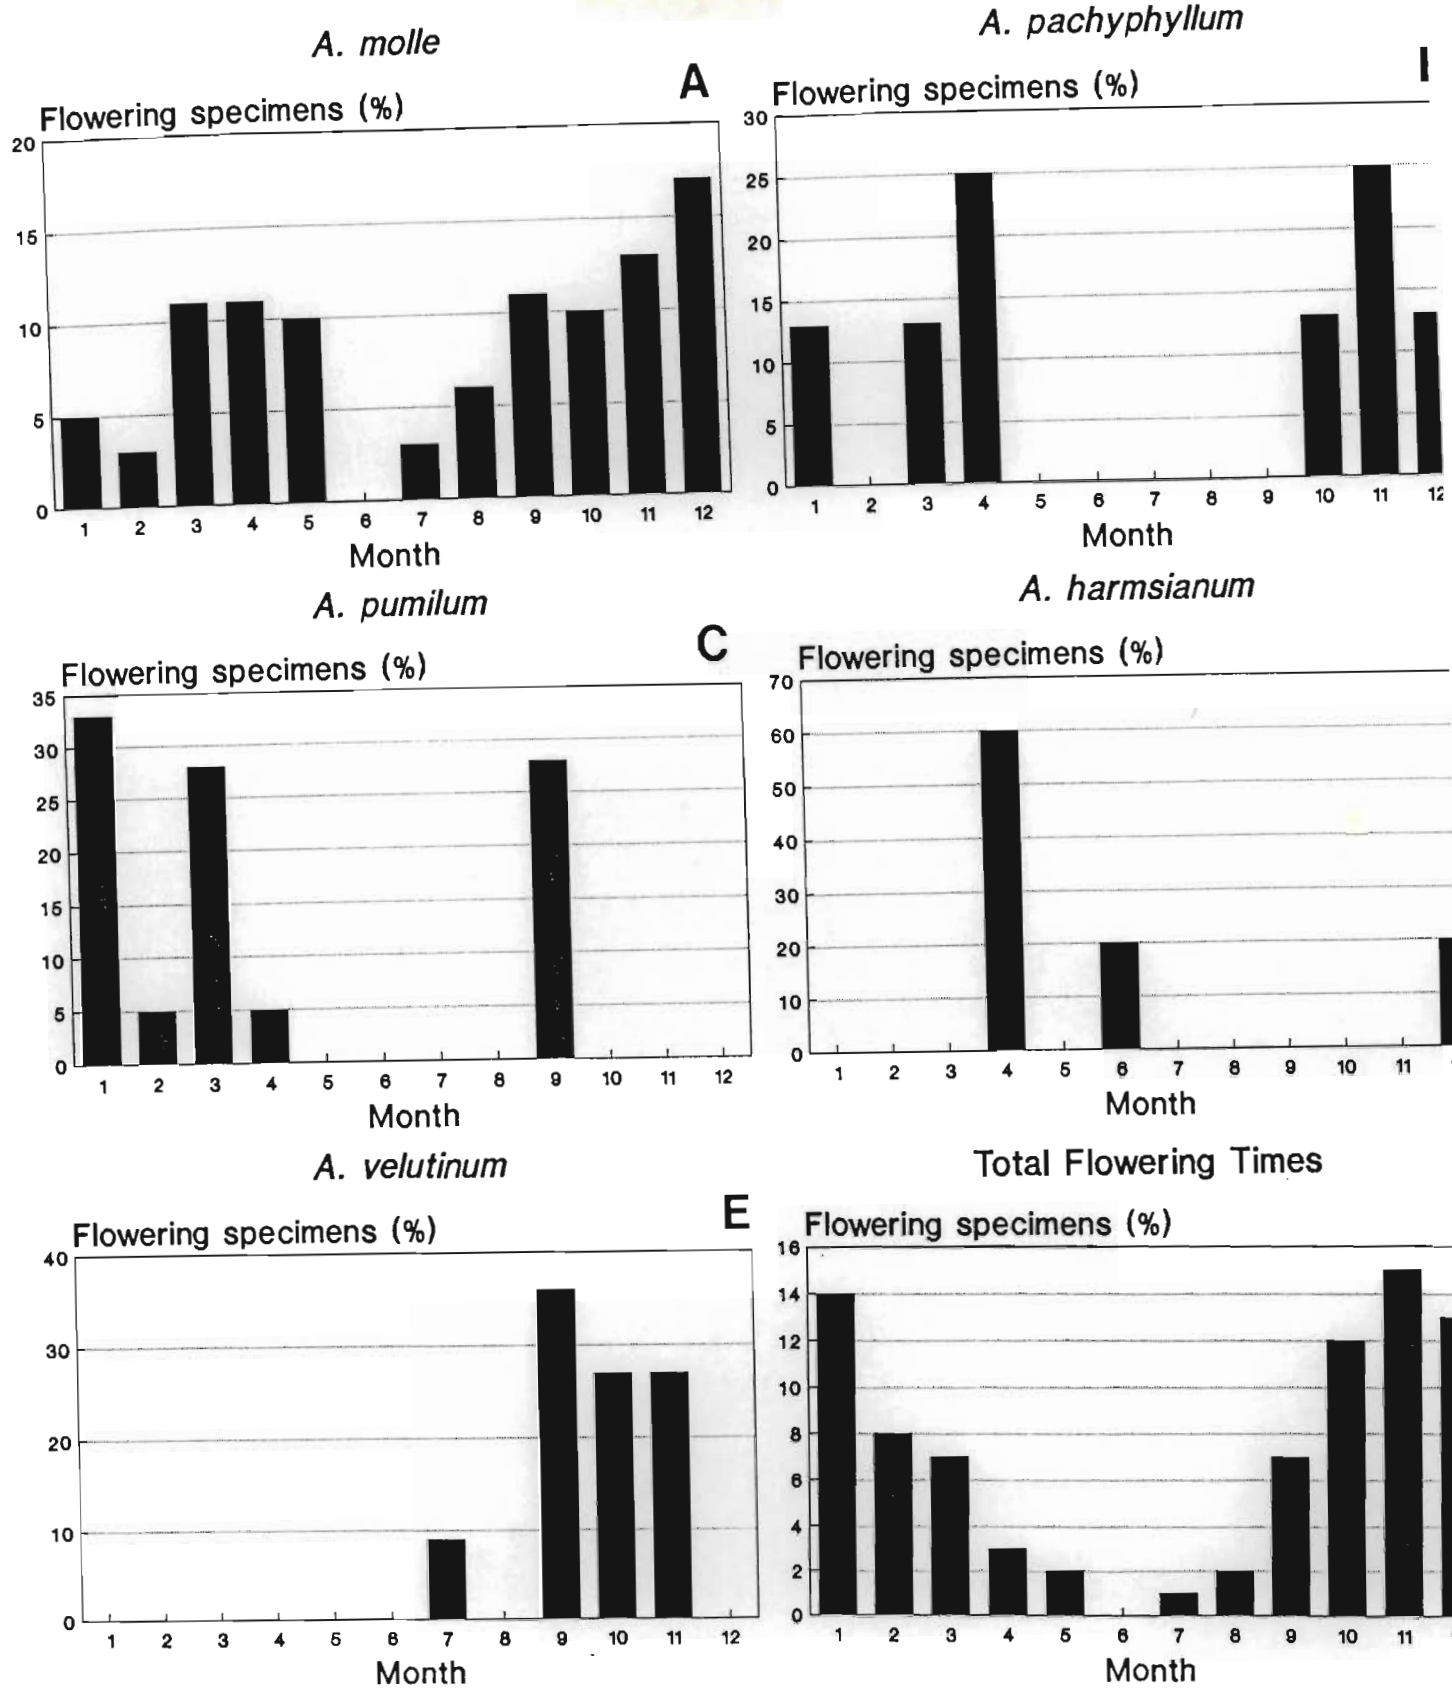 A. molle
A
Flowering specimens (%)
20
15
10
5
0
1 2 3 4 5 6 7 8 9 10 11 12
Month
A. pachyphyllum
Flowering specimens (%)
30
25
20
15
10
5
0
1 2 3 4 5 6 7 8 9 10 11 12
Month
A. pumilum
C
Flowering specimens (%)
35
30
25
20
15
10
5
0
1 2 3 4 5 6 7 8 9 10 11 12
Month
A. harmsianum
Flowering specimens (%)
70
60
50
40
30
20
10
0
1 2 3 4 5 6 7 8 9 10 11
Month
A. velutinum
E
Flowering specimens (%)
40
30
20
10
0
1 2 3 4 5 6 7 8 9 10 11 12
Month
Total Flowering Times
Flowering specimens (%)
16
14
12
10
8
6
4
2
0
1 2 3 4 5 6 7 8 9 10 11
Month